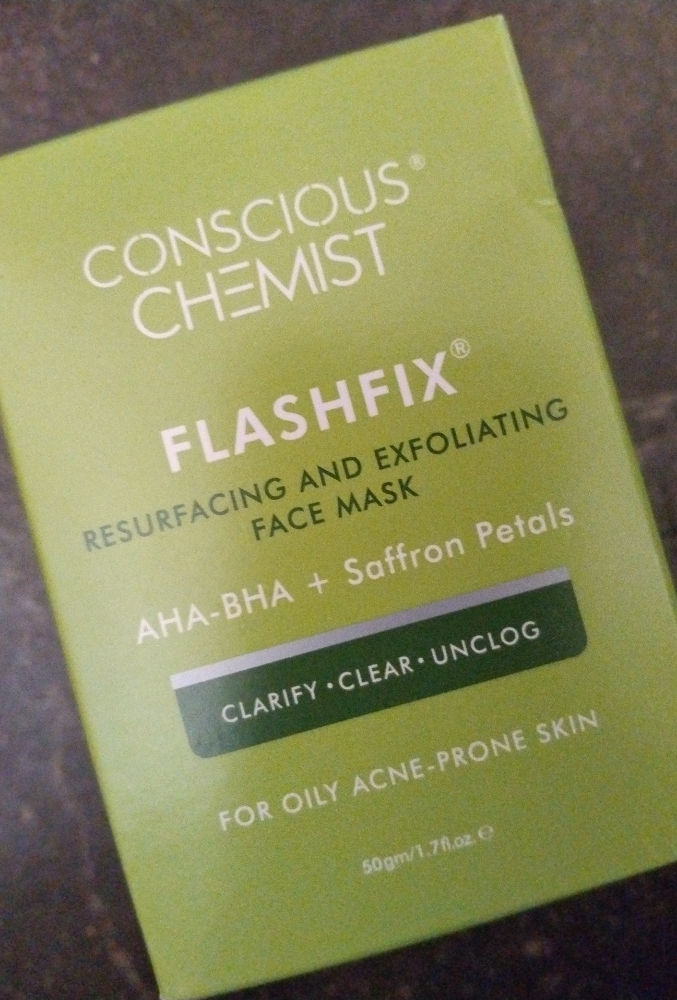 CONSCIOUS®
CHEMIST
FLASHFIX®
RESURFACING AND EXFOLIATING
FACE MASK
AHA-BHA + Saffron Petals
CLARIFY • CLEAR • UNCLOG
FOR OILY ACNE-PRONE SKIN
50gm/1.7fl.oz. ℮